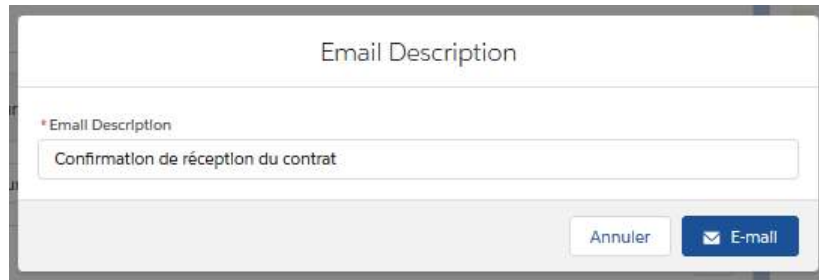 Email Description
* Email Description
Confirmation de réception du contrat
Annuler
E-mail